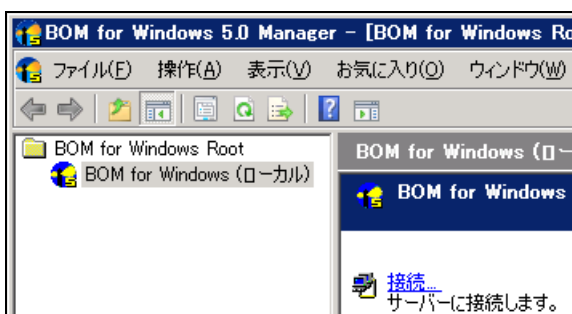 BOM for Windows 5.0 Manager - [BOM for Windows Ro
ファイル(F) 操作(A) 表示(V) お気に入り(O) ウィンドウ(W)
BOM for Windows Root
BOM for Windows (ローカル)
BOM for Windows (ロー
BOM for Windows
接続...
サーバーに接続します。